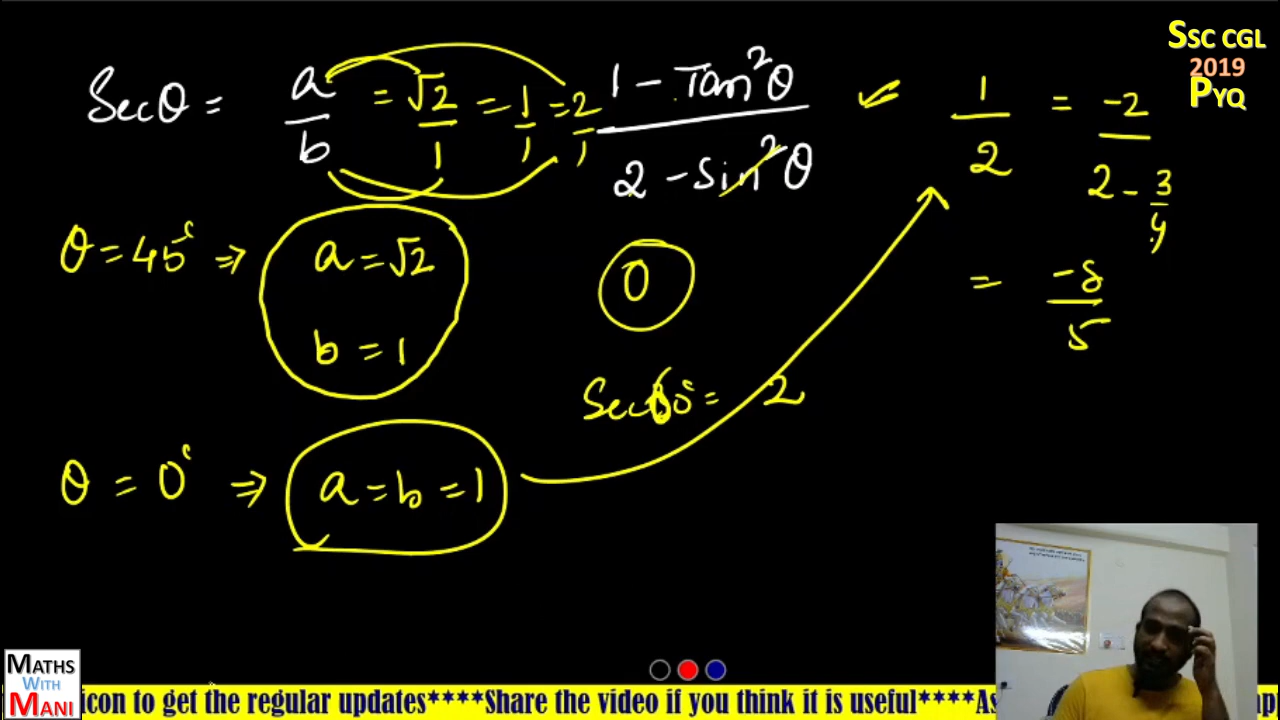 SSC CGL
2019
PYQ
Secθ = a/b = √2/1 = 1/1 = 2/1
1 - Tan²θ / 2 - sin²θ
1/2 = -2 / 2 - 3/4
= -8/5
θ = 45° ⇒ a = √2
b = 1
0
Sec60° = 2
θ = 0° ⇒ a = b = 1
MATHS
WITH
MANI
icon to get the regular updates****Share the video if you think it is useful****As